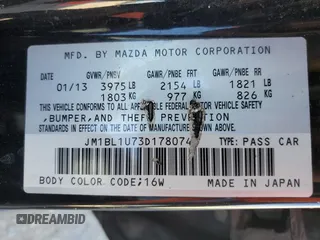 MFD. BY MAZDA MOTOR CORPORATION
GVWR/PNBV GAWR/PNBE FRT GAWR/PNBE RR
01/13 3975 LB 2154 LB 1821 LB
1803 KG 977 KG 826 KG
THIS VEHICLE CONFORMS TO ALL APPLICABLE FEDERAL MOTOR VEHICLE SAFETY
,BUMPER,AND THEFT PREVENTION
STANDARDS IN EFFECT ON THE DATE OF MANUFACTURE SHOWN ABOVE
JM1BL1U73D178074 TYPE: PASS CAR
BODY COLOR CODE;16W MADE IN JAPAN
DREAMBID